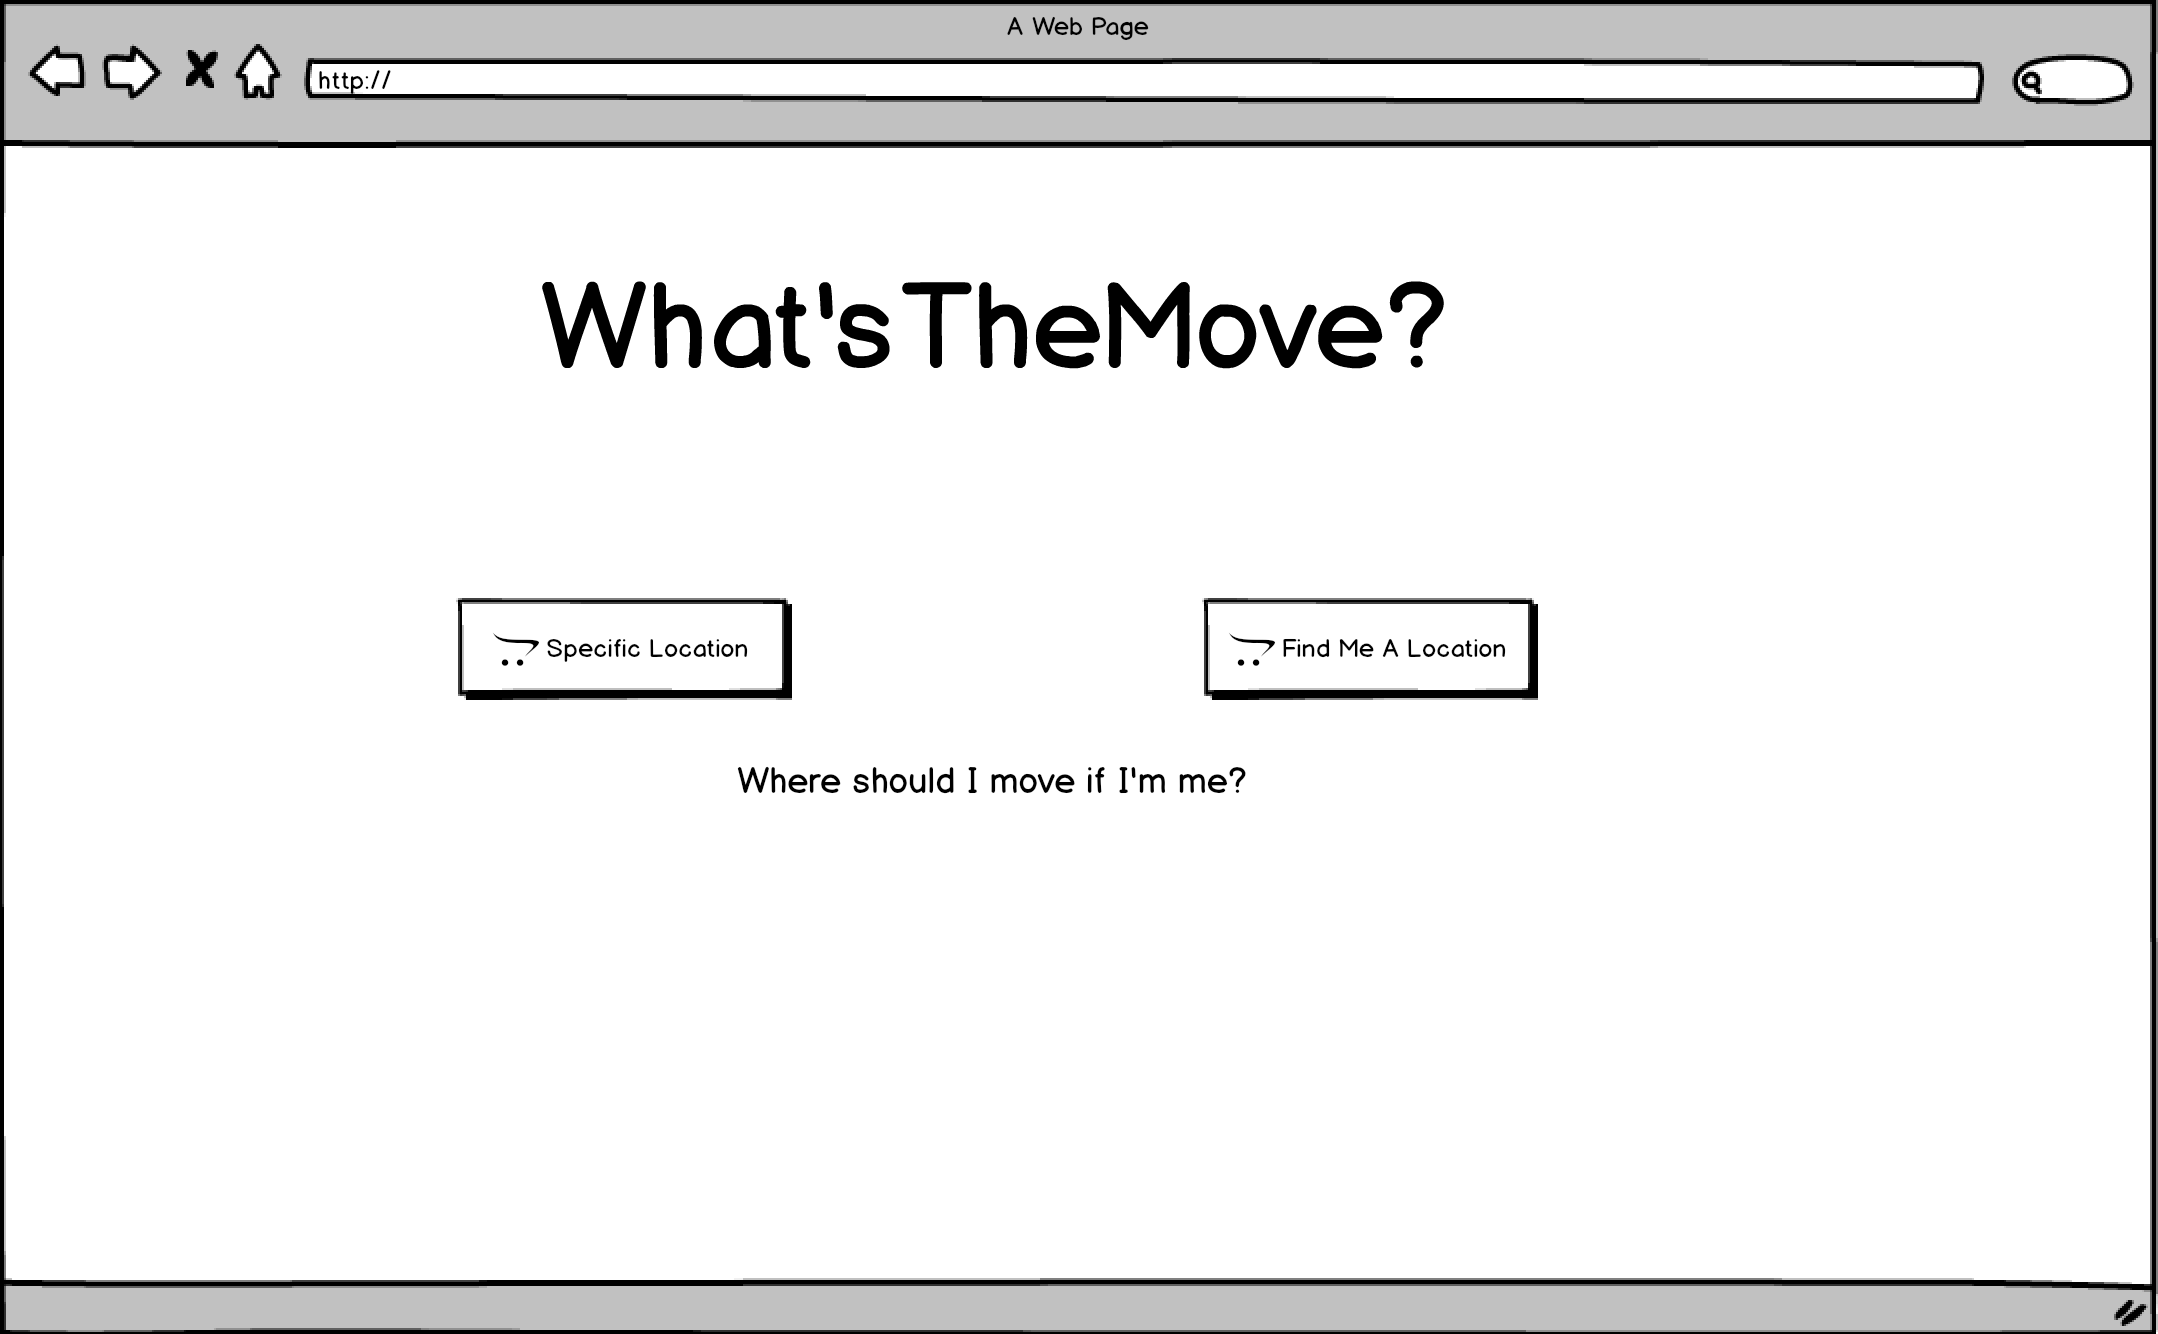 A Web Page
http://
What'sTheMove?
Specific Location
Find Me A Location
Where should I move if I'm me?